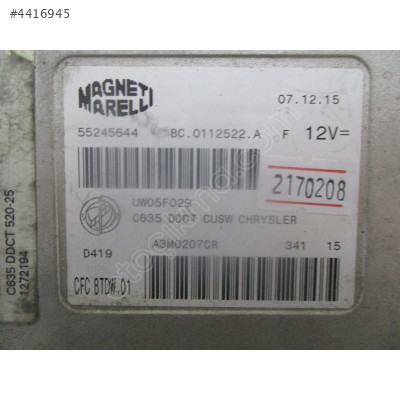 #4416945
MAGNETI
MARELLI
07.12.15
55245644 BC.0112522.A F 12V=
2170208
UW05F029
C635 DDCT CUSW CHRYSLER
A3M0207CR 341 15
D419
CFC 8TDW.01
C635 DDCT 520-25
1272194